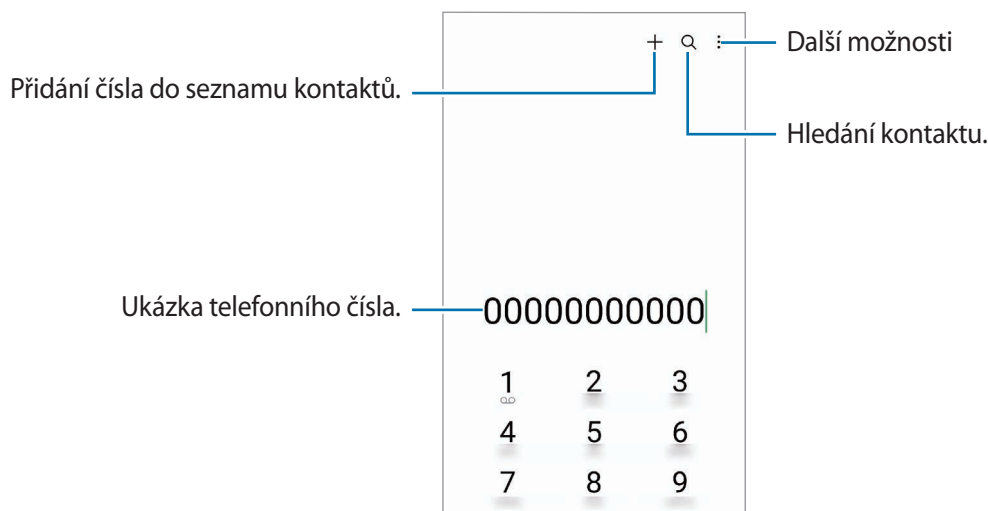 Další možnosti
Přidání čísla do seznamu kontaktů.
Hledání kontaktu.
Ukázka telefonního čísla.
00000000000
1 2 3
4 5 6
7 8 9